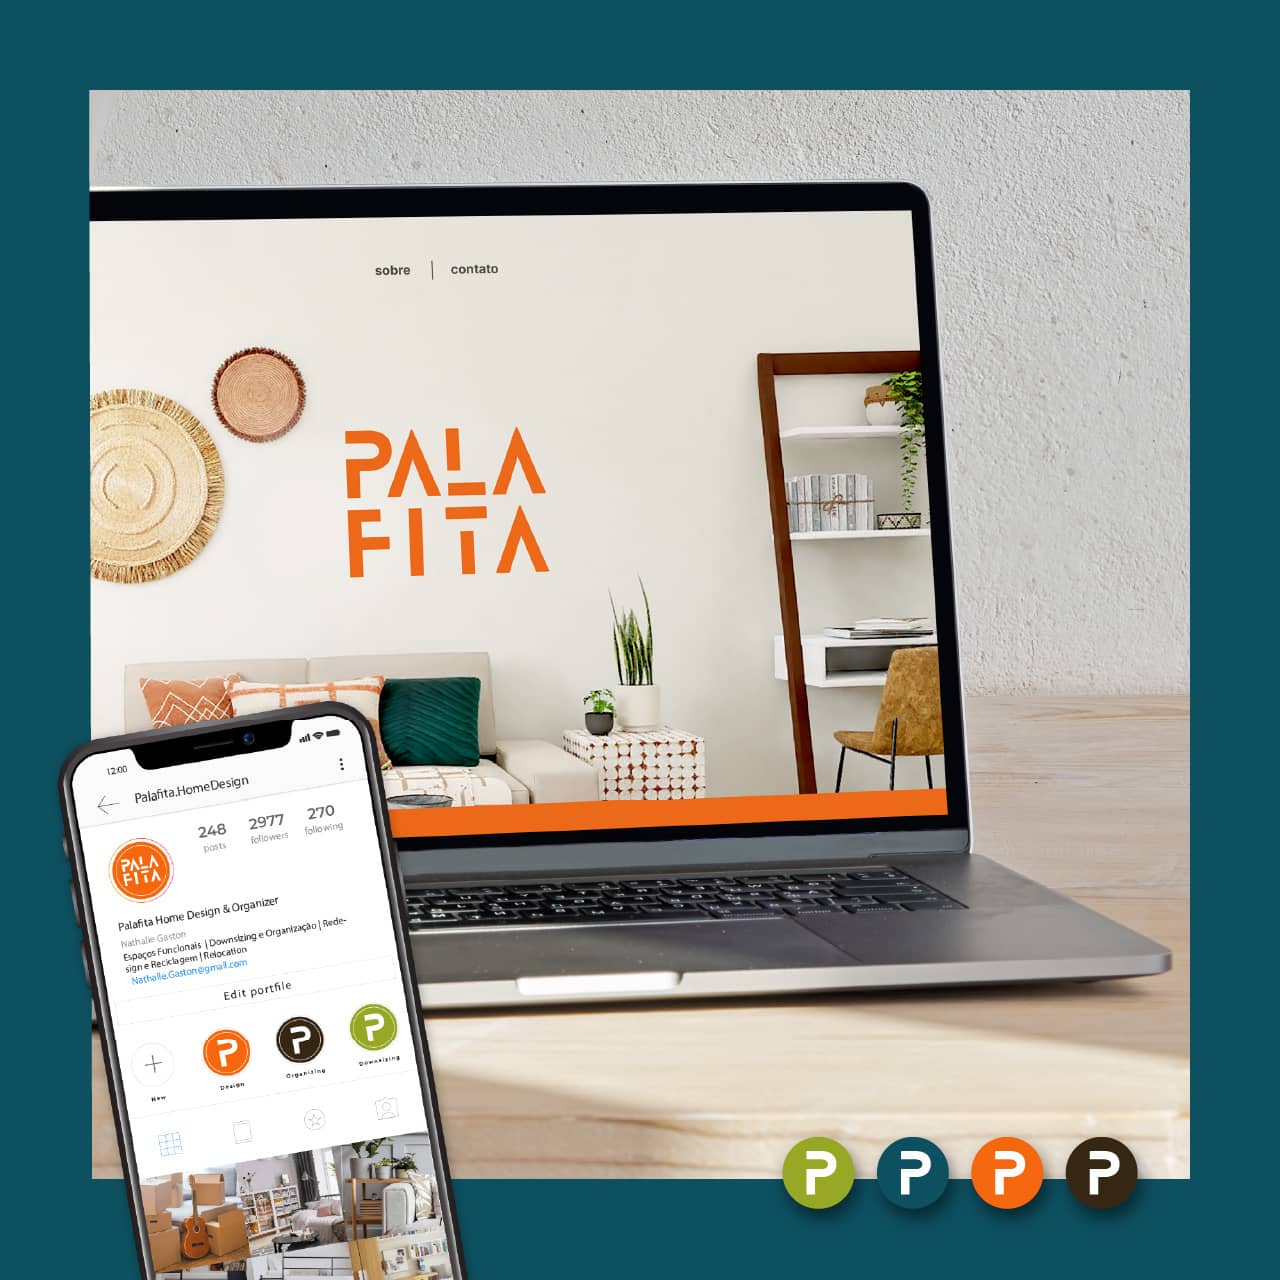 sobre | contato
PALA
FITA
12:00
Palafita.HomeDesign
248 2977 270
posts followers following
PALA
FITA
Palafita Home Design & Organizer
Nathalie Gaston
Espaços Funcionais | Downsizing e Organização | Rede-
sign e Reciclagem | Relocation
Nathalie.Gaston@gmail.com
Edit portfile
P P P
New Design Organizing Downsizing
P P P P